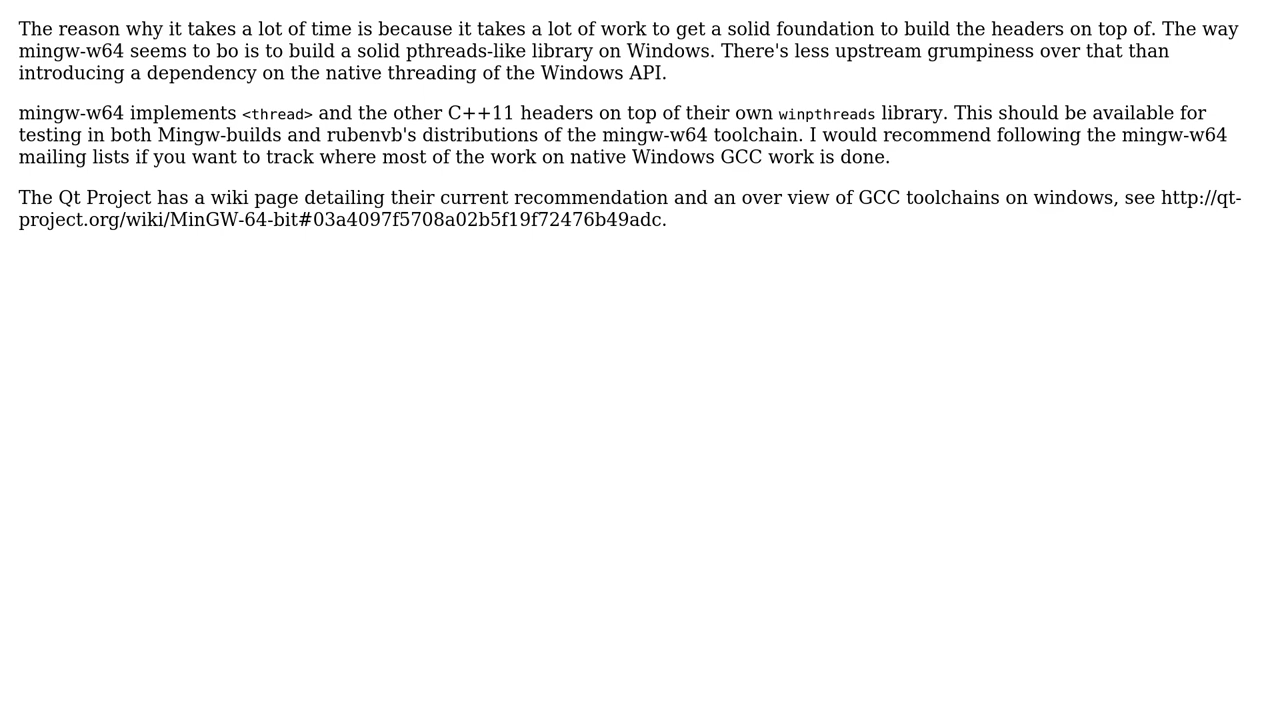 The reason why it takes a lot of time is because it takes a lot of work to get a solid foundation to build the headers on top of. The way
mingw-w64 seems to bo is to build a solid pthreads-like library on Windows. There's less upstream grumpiness over that than
introducing a dependency on the native threading of the Windows API.
mingw-w64 implements <thread> and the other C++11 headers on top of their own winpthreads library. This should be available for
testing in both Mingw-builds and rubenvb's distributions of the mingw-w64 toolchain. I would recommend following the mingw-w64
mailing lists if you want to track where most of the work on native Windows GCC work is done.
The Qt Project has a wiki page detailing their current recommendation and an over view of GCC toolchains on windows, see http://qt-
project.org/wiki/MinGW-64-bit#03a4097f5708a02b5f19f72476b49adc.